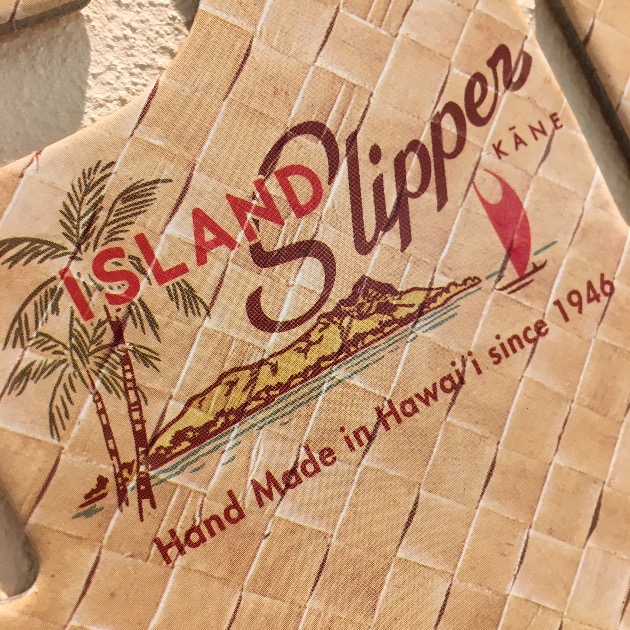 ISLAND Slipper
KĀNE
Hand Made in Hawai'i since 1946